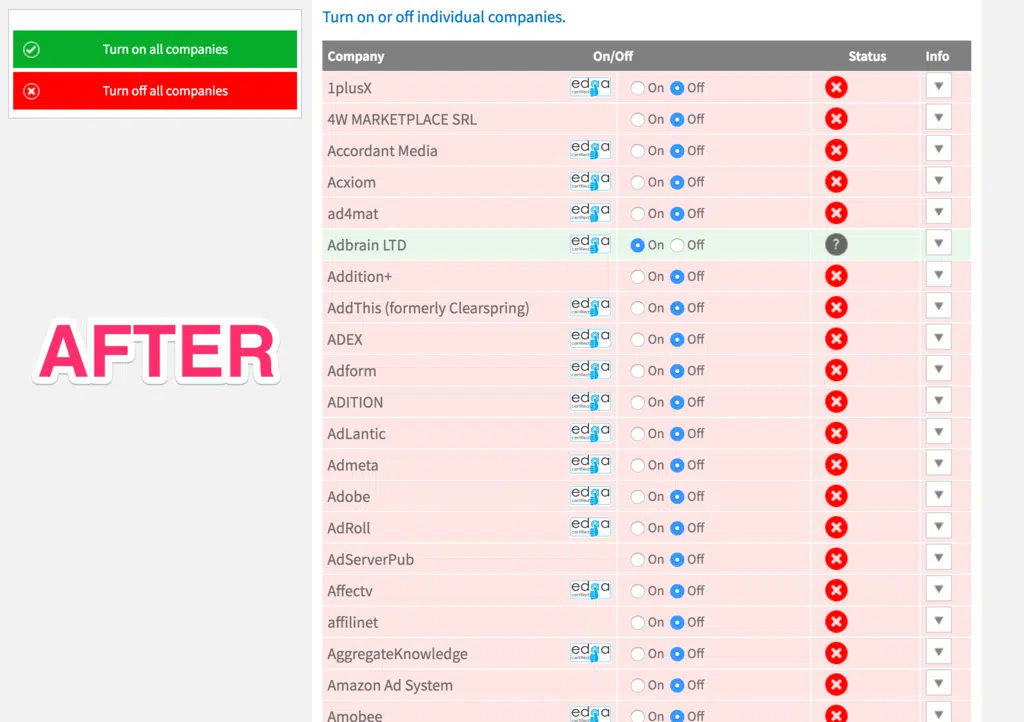 Turn on all companies
Turn off all companies
AFTER
Turn on or off individual companies.
Company On/Off Status Info
1plusX edaa certified On Off
4W MARKETPLACE SRL On Off
Accordant Media edaa certified On Off
Acxiom edaa certified On Off
ad4mat edaa certified On Off
Adbrain LTD edaa certified On Off ?
Addition+ On Off
AddThis (formerly Clearspring) edaa certified On Off
ADEX edaa certified On Off
Adform edaa certified On Off
ADITION edaa certified On Off
AdLantic edaa certified On Off
Admeta edaa certified On Off
Adobe edaa certified On Off
AdRoll edaa certified On Off
AdServerPub On Off
Affectv edaa certified On Off
affilinet On Off
AggregateKnowledge edaa certified On Off
Amazon Ad System On Off
Amobee edaa On Off